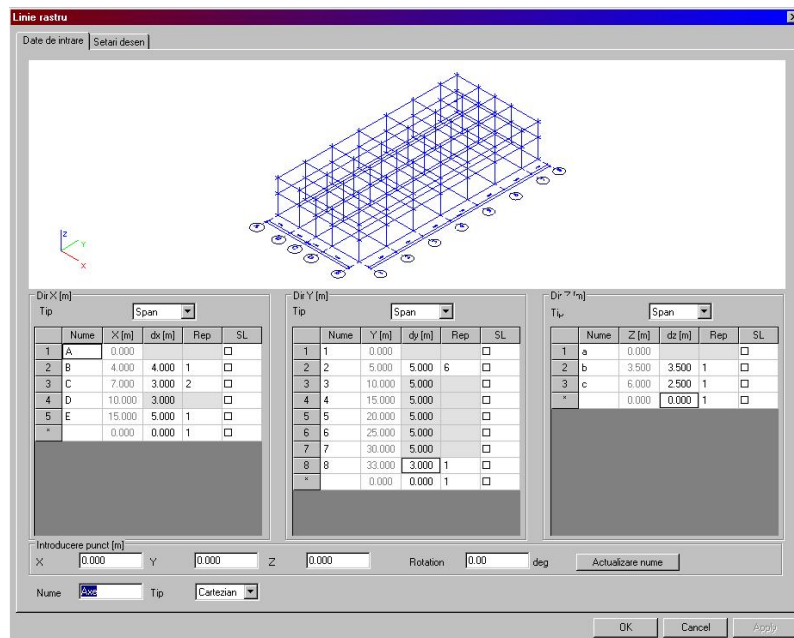 Linie rastru
Date de intrare Setari desen
Z
Y
X
Dir X [m]
Tip Span
Nume X [m] dx [m] Rep SL
1 A 0.000
2 B 4.000 4.000 1
3 C 7.000 3.000 2
4 D 10.000 3.000
5 E 15.000 5.000 1
* 0.000 0.000 1
Dir Y [m]
Tip Span
Nume Y [m] dy [m] Rep SL
1 1 0.000
2 2 5.000 5.000 6
3 3 10.000 5.000
4 4 15.000 5.000
5 5 20.000 5.000
6 6 25.000 5.000
7 7 30.000 5.000
8 8 33.000 3.000 1
* 0.000 0.000 1
Dir Z [m]
Tip Span
Nume Z [m] dz [m] Rep SL
1 a 0.000
2 b 3.500 3.500 1
3 c 6.000 2.500 1
* 0.000 0.000 1
Introducere punct [m]
X 0.000 Y 0.000 Z 0.000 Rotation 0.00 deg Actualizare nume
Nume Axe Tip Cartezian
OK Cancel Apply